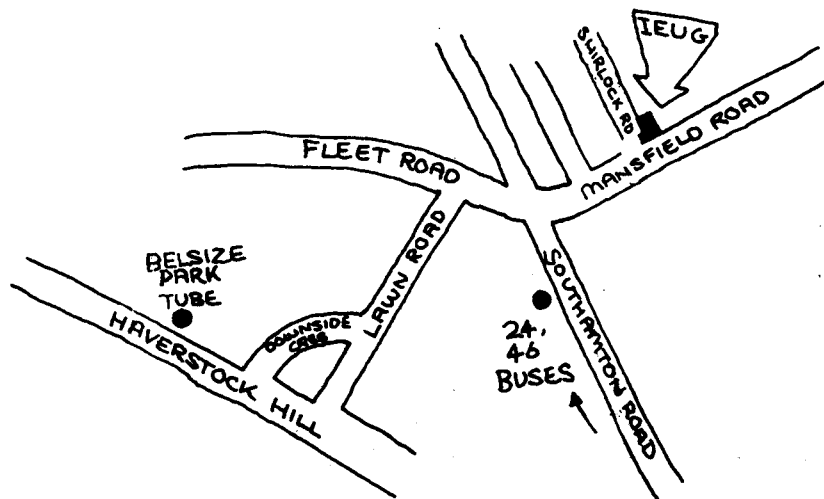 IEUG
SHIRLOCK RD
MANSFIELD ROAD
FLEET ROAD
LAWN ROAD
BELSIZE
PARK
TUBE
DOWNSIDE
CRES
HAVERSTOCK HILL
SOUTHAMTON ROAD
24,
46
BUSES